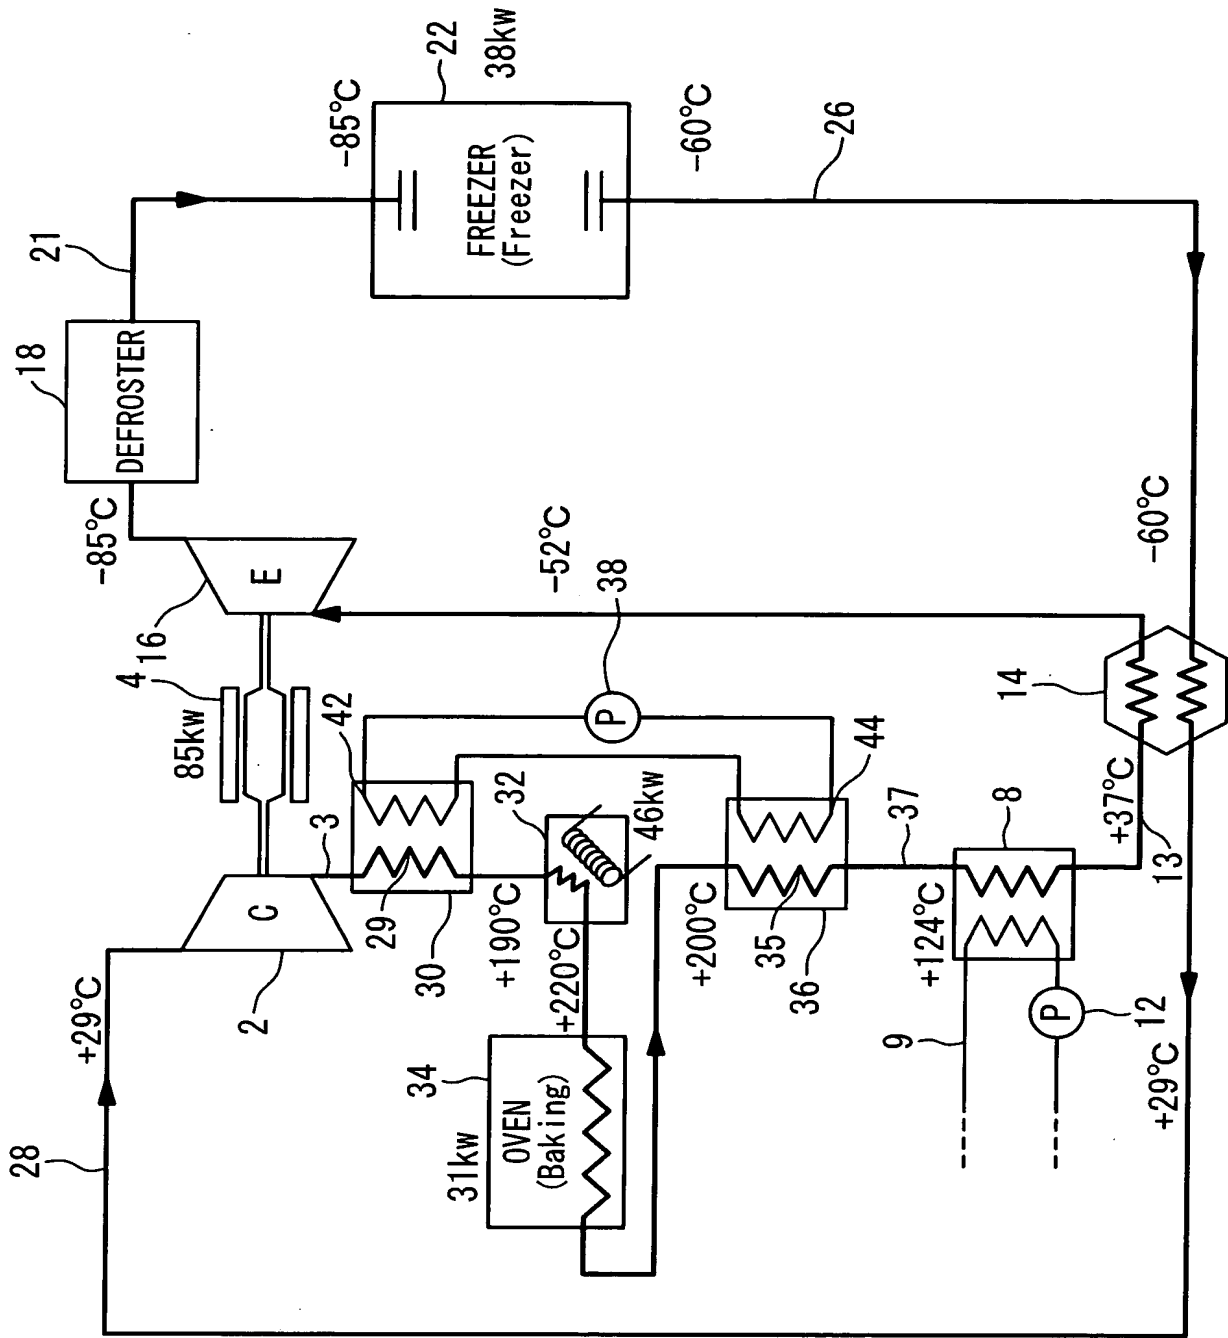 28
18
21
+29°C
-85°C
DEFROSTER
4
16
85kw
2
C
E
3
-85°C
42
29
34
30
22
31kw
FREEZER
+190°C
38kw
OVEN
32
(Freezer)
(Baking)
-52°C
+220°C
P
38
46kw
+200°C
-60°C
35
36
26
44
9
+124°C
37
8
14
P
+37°C
12
-60°C
+29°C
13